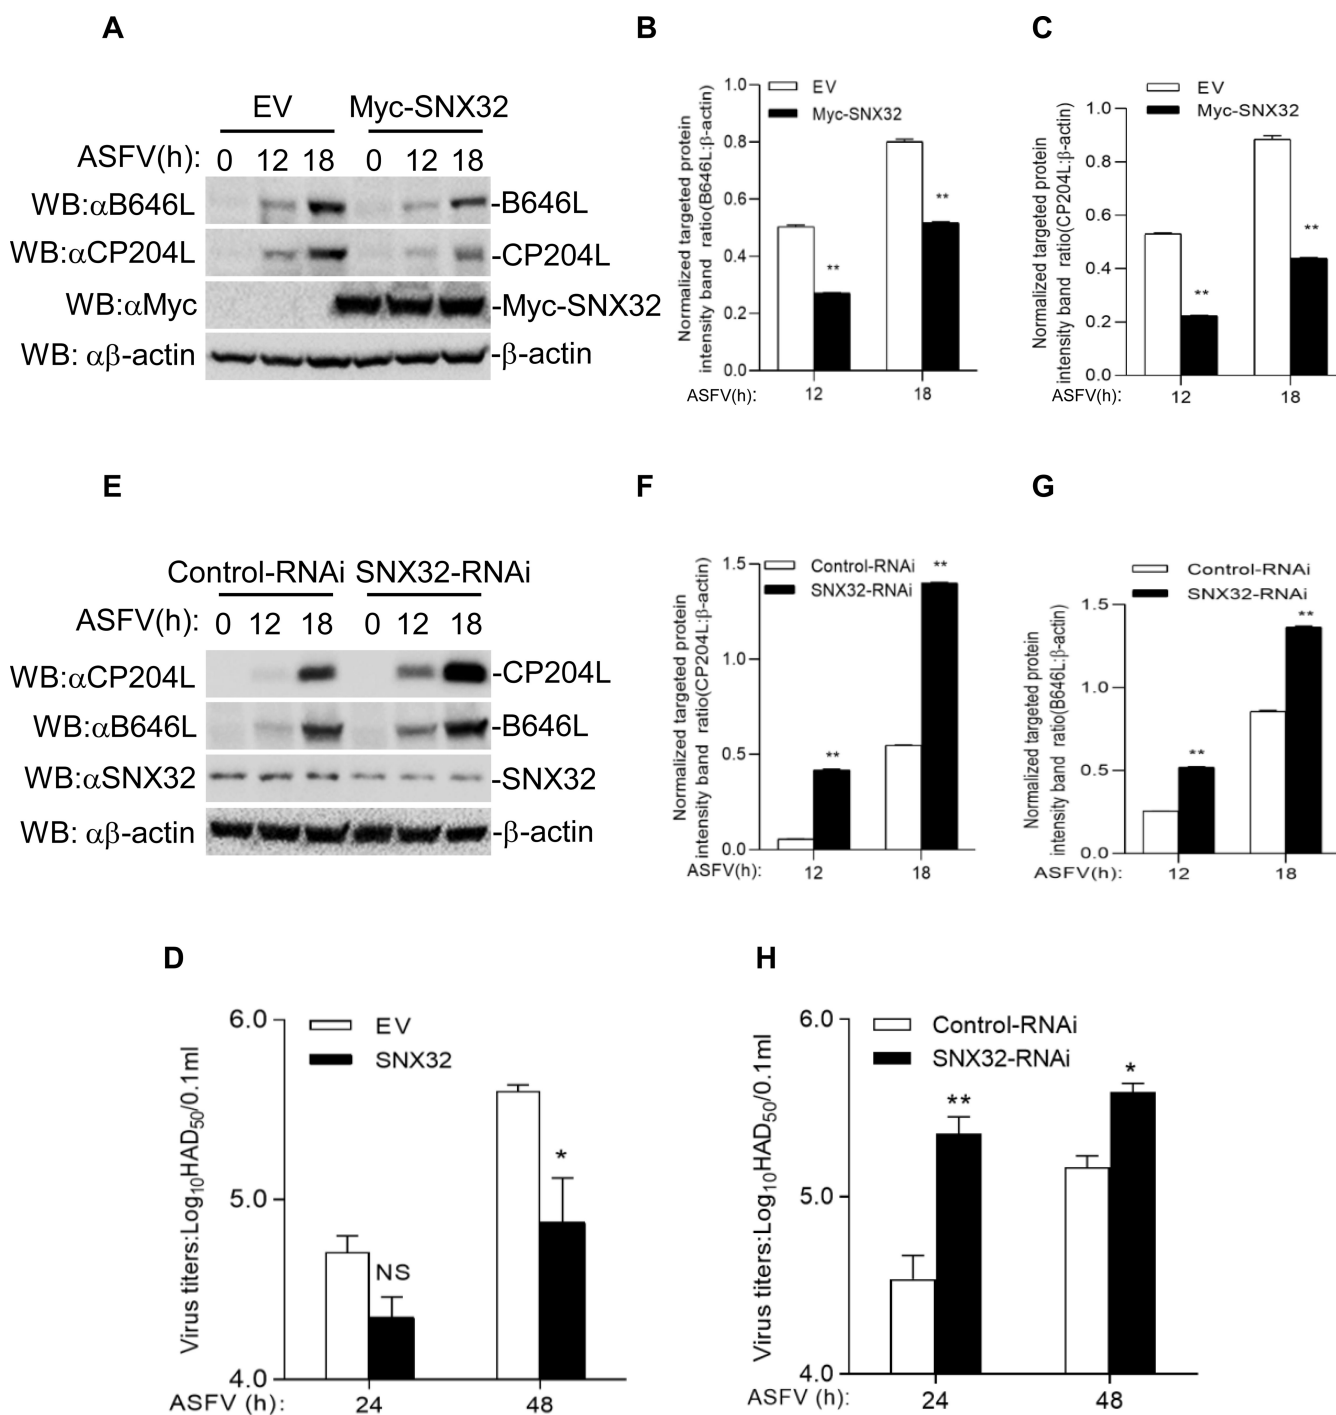 A
EV Myc-SNX32
ASFV(h): 0 12 18 0 12 18
WB:αB646L -B646L
WB:αCP204L -CP204L
WB:αMyc -Myc-SNX32
WB: αβ-actin -β-actin
B
EV
Myc-SNX32
Normalized targeted protein
intensity band ratio(B646L:β-actin)
1.0
0.8
0.6
0.4
0.2
0.0
**
**
ASFV(h): 12 18
C
EV
Myc-SNX32
Normalized targeted protein
intensity band ratio(CP204L:β-actin)
1.0
0.8
0.6
0.4
0.2
0.0
**
**
ASFV(h): 12 18
E
Control-RNAi SNX32-RNAi
ASFV(h): 0 12 18 0 12 18
WB:αCP204L -CP204L
WB:αB646L -B646L
WB:αSNX32 -SNX32
WB: αβ-actin -β-actin
F
Control-RNAi
SNX32-RNAi
Normalized targeted protein
intensity band ratio(CP204L:β-actin)
1.5
1.0
0.5
0.0
**
**
ASFV(h): 12 18
G
Control-RNAi
SNX32-RNAi
Normalized targeted protein
intensity band ratio(B646L:β-actin)
1.5
1.0
0.5
0.0
**
**
ASFV(h): 12 18
D
EV
SNX32
Virus titers:Log10HAD50/0.1ml
6.0
5.0
4.0
NS
*
ASFV (h): 24 48
H
Control-RNAi
SNX32-RNAi
Virus titers:Log10HAD50/0.1ml
6.0
5.0
4.0
**
*
ASFV (h): 24 48